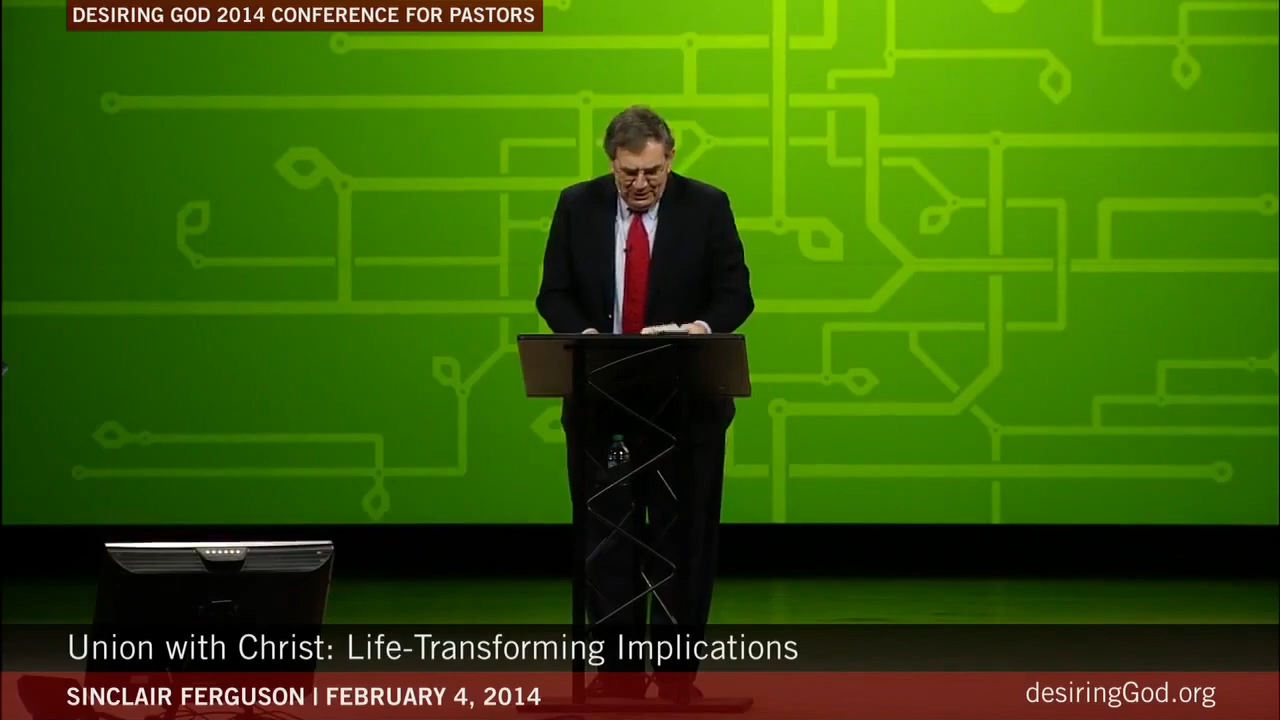 DESIRING GOD 2014 CONFERENCE FOR PASTORS
Union with Christ: Life-Transforming Implications
SINCLAIR FERGUSON | FEBRUARY 4, 2014
desiringGod.org